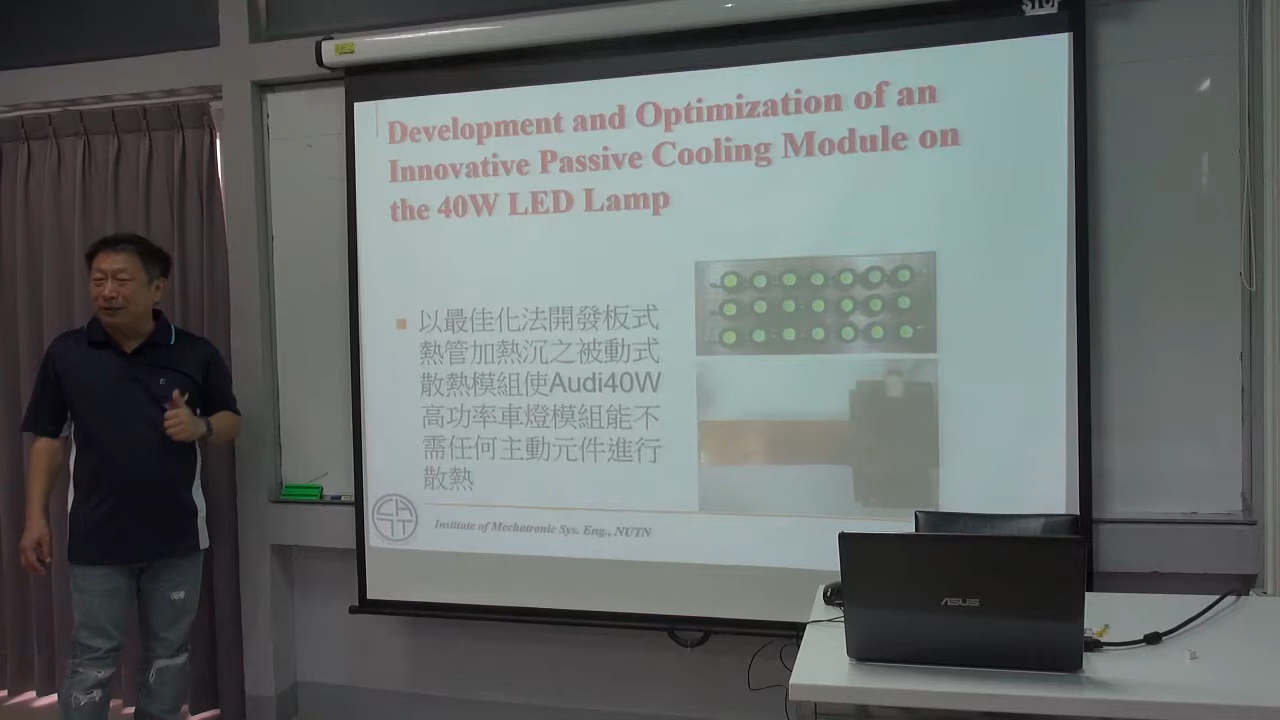 STOP
Development and Optimization of an
Innovative Passive Cooling Module on
the 40W LED Lamp
以最佳化法開發板式
熱管加熱沉之被動式
散熱模組使Audi40W
高功率車燈模組能不
需任何主動元件進行
散熱
Institute of Mechatronic Sys. Eng., NUTN
ASUS